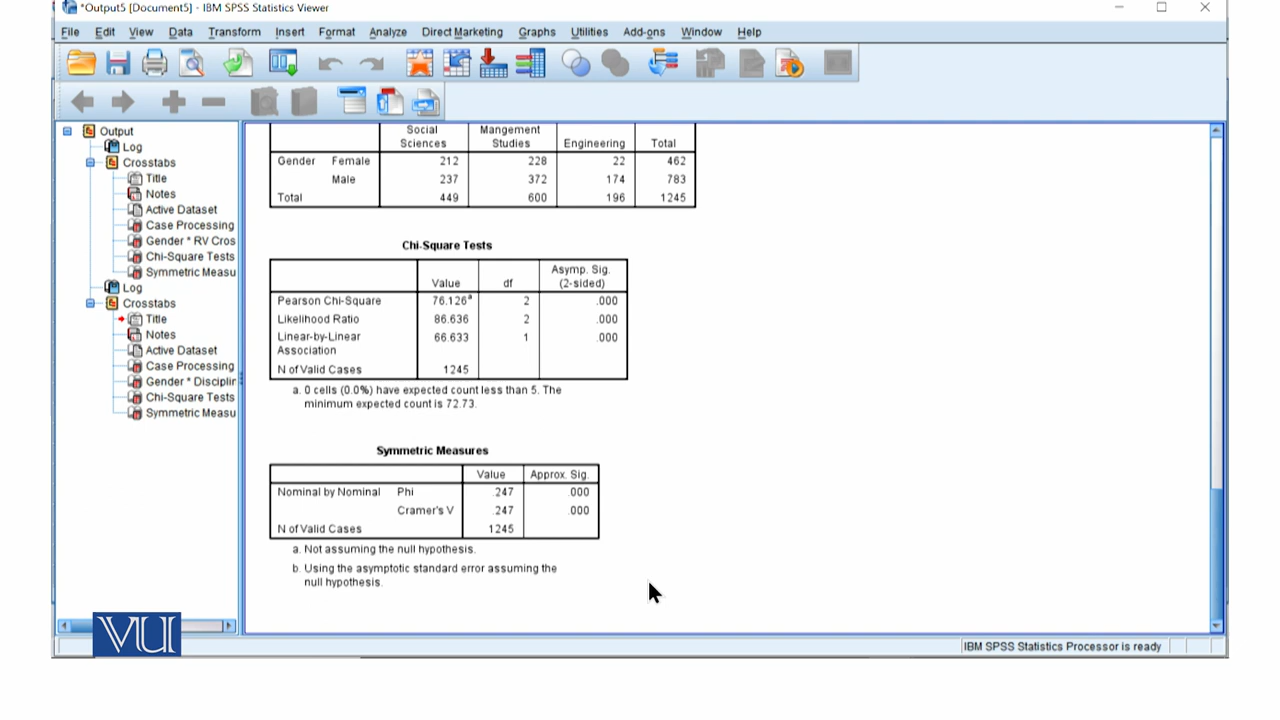 *Output5 [Document5] - IBM SPSS Statistics Viewer
File Edit View Data Transform Insert Format Analyze Direct Marketing Graphs Utilities Add-ons Window Help
Output
Log
Crosstabs
Title
Notes
Active Dataset
Case Processing
Gender * RV Cros
Chi-Square Tests
Symmetric Measu
Log
Crosstabs
Title
Notes
Active Dataset
Case Processing
Gender * Disciplin
Chi-Square Tests
Symmetric Measu
Social Sciences Mangement Studies Engineering Total
Gender Female 212 228 22 462
Male 237 372 174 783
Total 449 600 196 1245
Chi-Square Tests
Value df Asymp. Sig. (2-sided)
Pearson Chi-Square 76.126a 2 .000
Likelihood Ratio 86.636 2 .000
Linear-by-Linear Association 66.633 1 .000
N of Valid Cases 1245
a. 0 cells (0.0%) have expected count less than 5. The
minimum expected count is 72.73.
Symmetric Measures
Value Approx. Sig.
Nominal by Nominal Phi .247 .000
Cramer's V .247 .000
N of Valid Cases 1245
a. Not assuming the null hypothesis.
b. Using the asymptotic standard error assuming the
null hypothesis.
VU
IBM SPSS Statistics Processor is ready